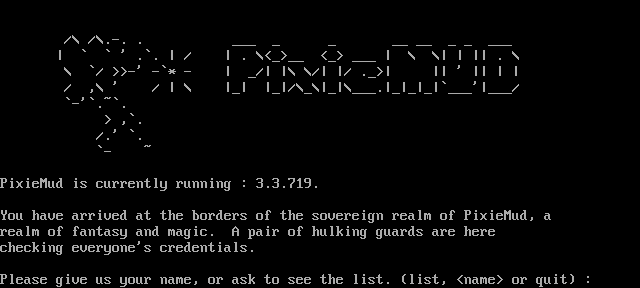 PixieMUD
PixieMud is currently running : 3.3.719.
You have arrived at the borders of the sovereign realm of PixieMud, a
realm of fantasy and magic.  A pair of hulking guards are here
checking everyone's credentials.
Please give us your name, or ask to see the list. (list, <name> or quit) :